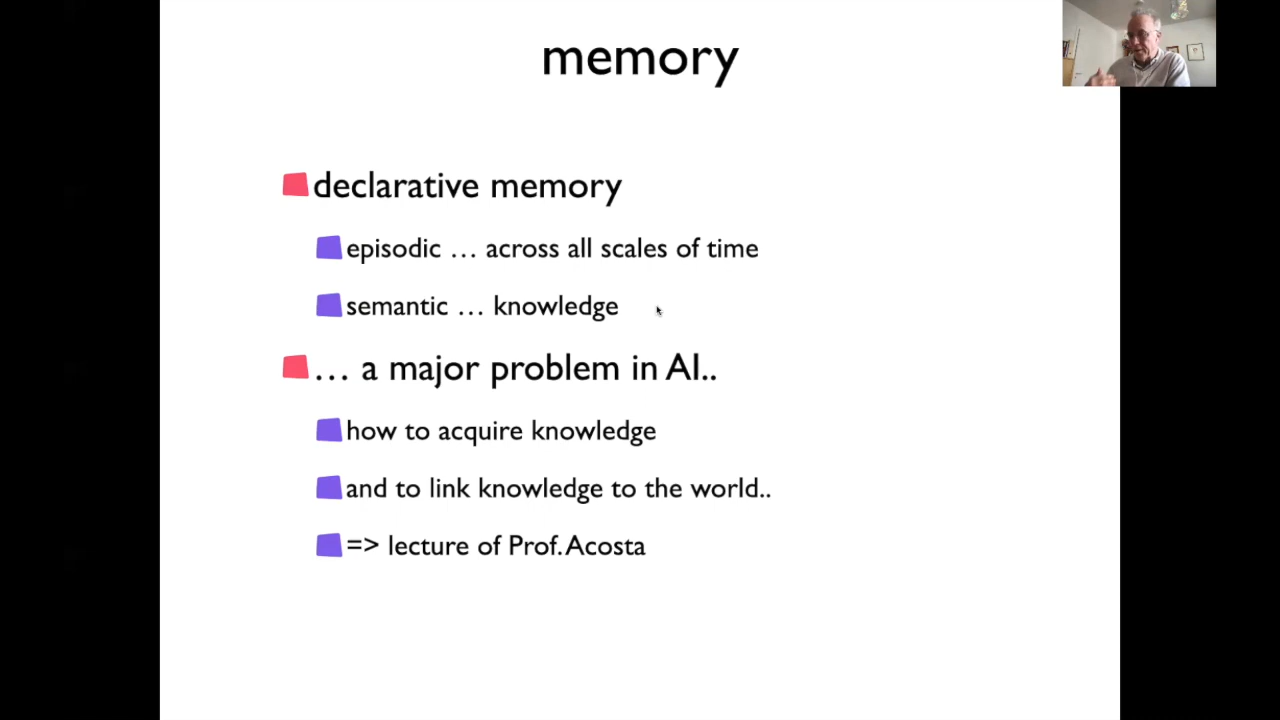 memory
declarative memory
episodic … across all scales of time
semantic … knowledge
… a major problem in AI..
how to acquire knowledge
and to link knowledge to the world..
=> lecture of Prof. Acosta